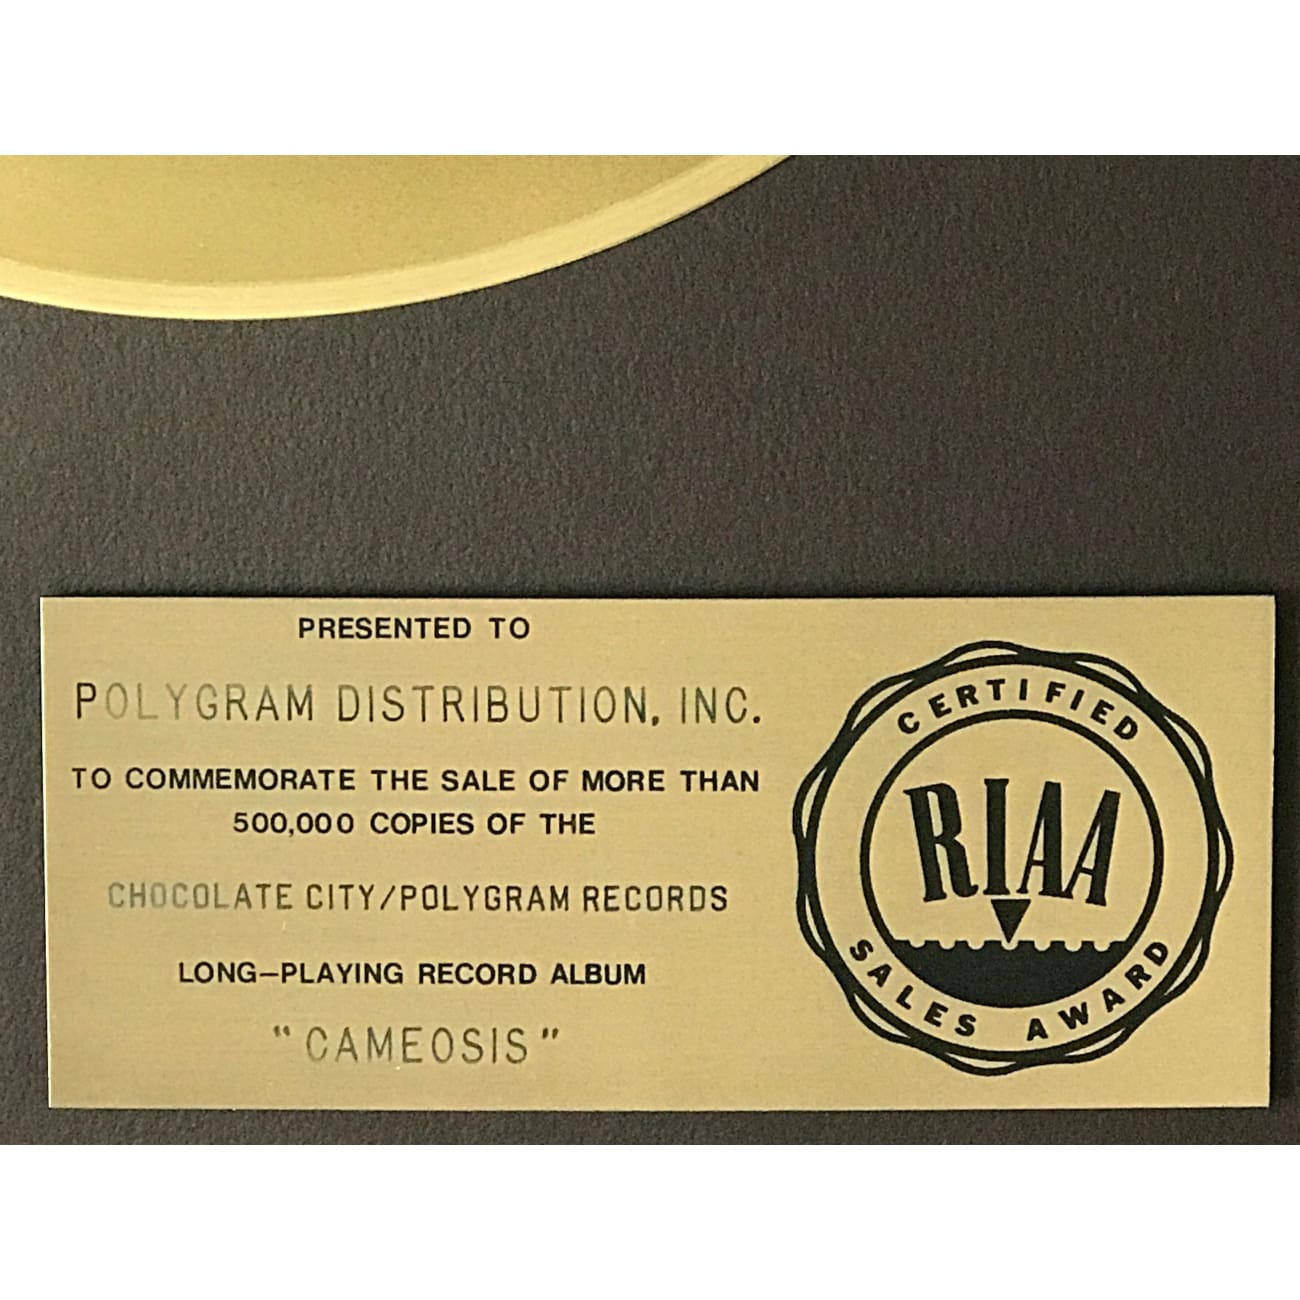 PRESENTED TO
POLYGRAM DISTRIBUTION, INC.
TO COMMEMORATE THE SALE OF MORE THAN
500,000 COPIES OF THE
CHOCOLATE CITY/POLYGRAM RECORDS
LONG-PLAYING RECORD ALBUM
"CAMEOSIS"
CERTIFIED
RIAA
SALES AWARD